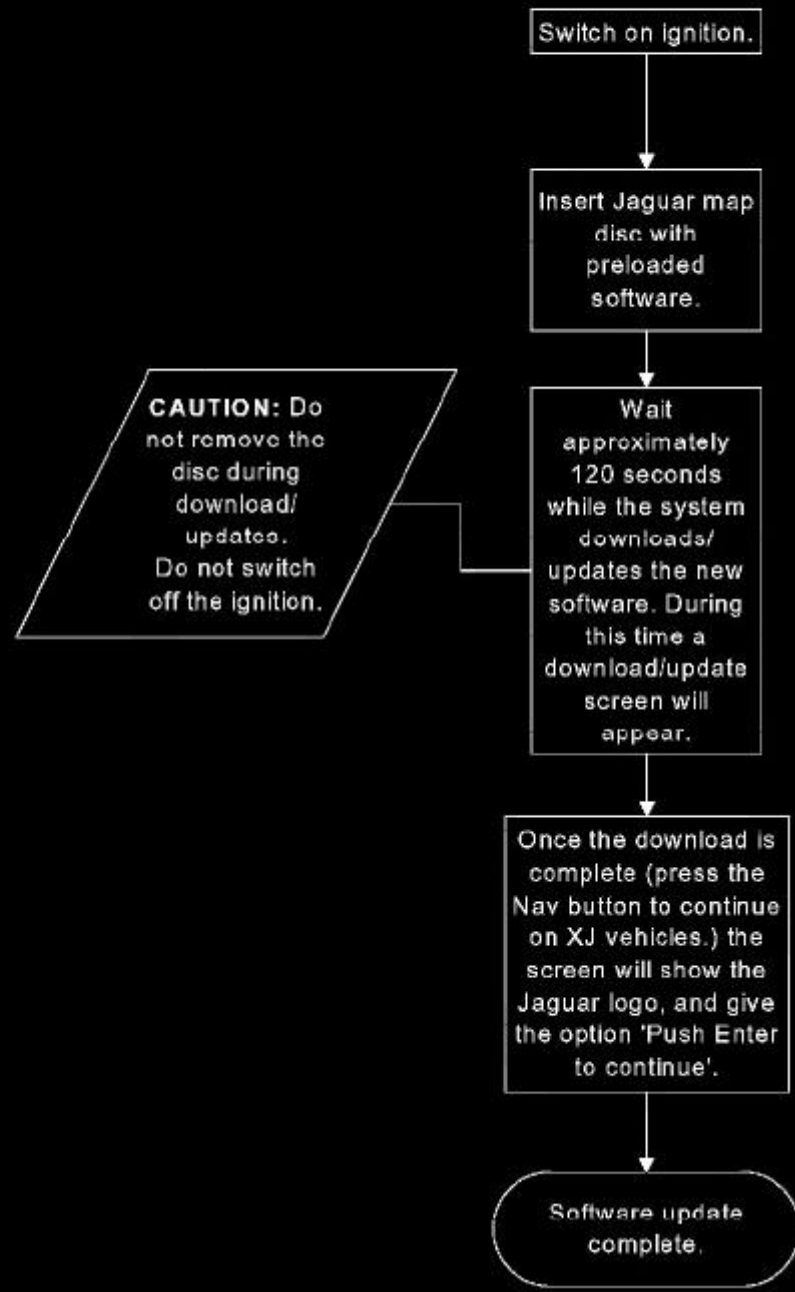 Switch on ignition.
Insert Jaguar map
disc with
preloaded
software.
CAUTION: Do
not remove the
disc during
download/
updates.
Do not switch
off the ignition.
Wait
approximately
120 seconds
while the system
downloads/
updates the new
software. During
this time a
download/update
screen will
appear.
Once the download is
complete (press the
Nav button to continue
on XJ vehicles.) the
screen will show the
Jaguar logo, and give
the option 'Push Enter
to continue'.
Software update
complete.